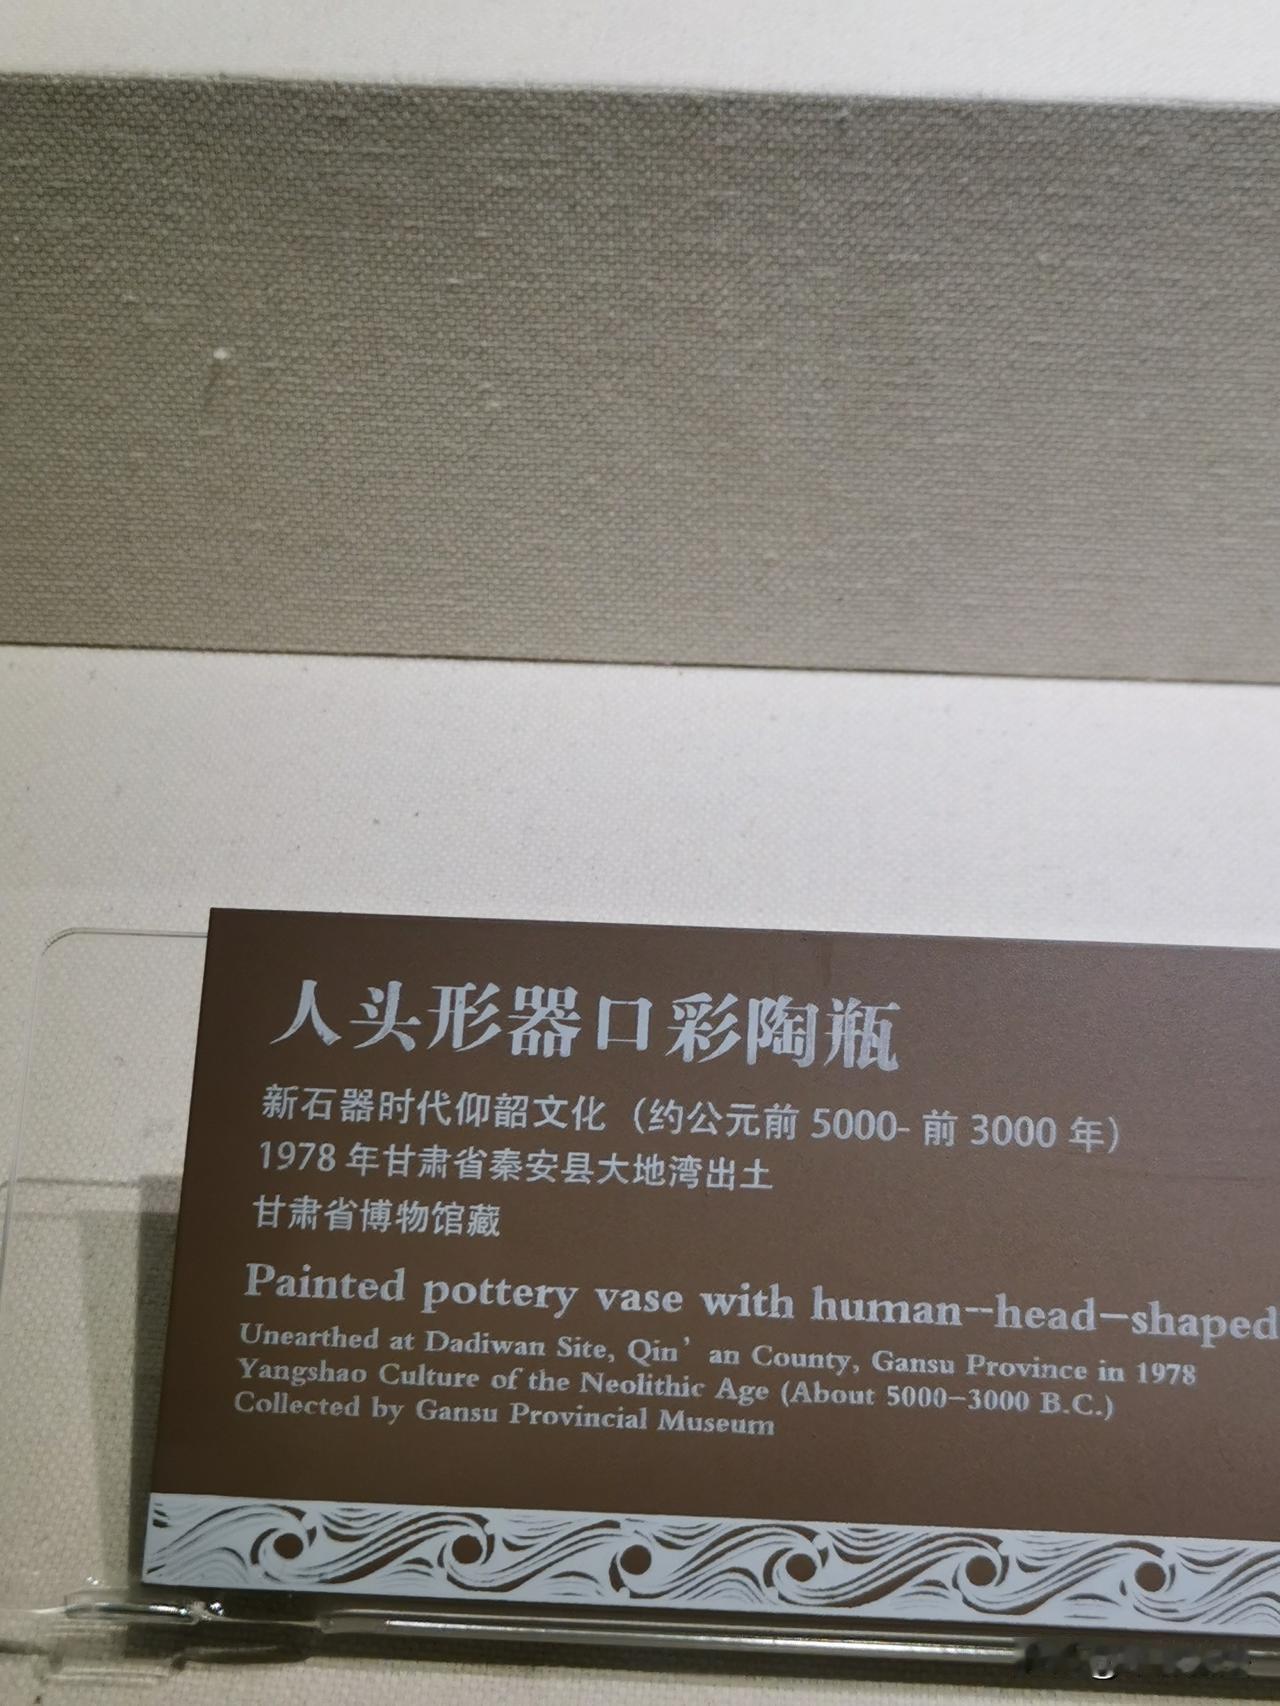 人头形器口彩陶瓶
新石器时代仰韶文化（约公元前 5000- 前 3000 年）
1978 年甘肃省秦安县大地湾出土
甘肃省博物馆藏
Painted pottery vase with human--head-shaped
Unearthed at Dadiwan Site, Qin' an County, Gansu Province in 1978
Yangshao Culture of the Neolithic Age (About 5000-3000 B.C.)
Collected by Gansu Provincial Museum